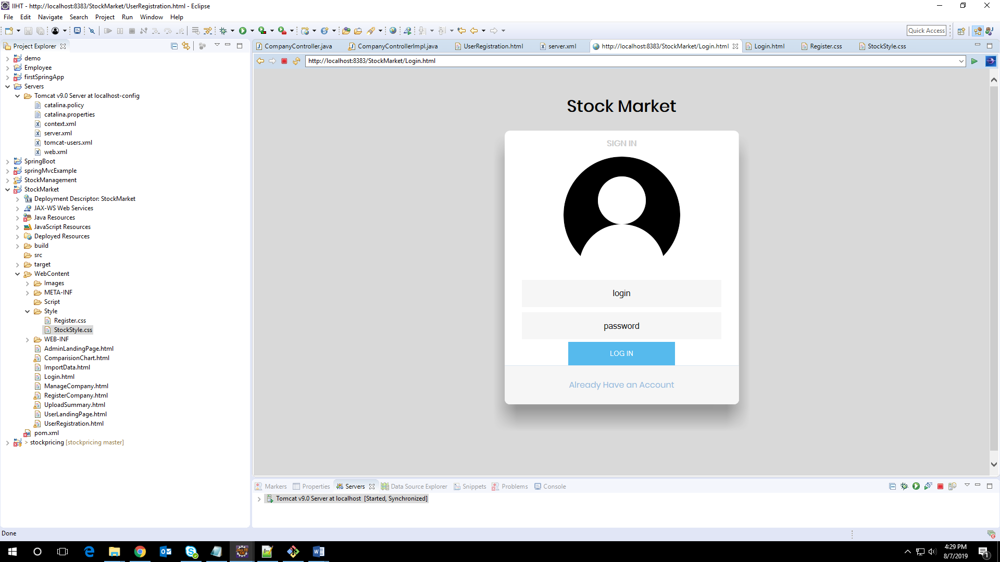 IIHT - http://localhost:8383/StockMarket/UserRegistration.html - Eclipse
File Edit Navigate Search Project Run Window Help
Quick Access
Project Explorer
CompanyController.java CompanyControllerImpl.java UserRegistration.html server.xml http://localhost:8383/StockMarket/Login.html Login.html Register.css StockStyle.css
http://localhost:8383/StockMarket/Login.html
demo
Employee
firstSpringApp
Servers
Tomcat v9.0 Server at localhost-config
catalina.policy
catalina.properties
context.xml
server.xml
tomcat-users.xml
web.xml
SpringBoot
springMvcExample
StockManagement
StockMarket
Deployment Descriptor: StockMarket
JAX-WS Web Services
Java Resources
JavaScript Resources
Deployed Resources
build
src
target
WebContent
Images
META-INF
Script
Style
Register.css
StockStyle.css
WEB-INF
AdminLandingPage.html
ComparisionChart.html
ImportData.html
Login.html
ManageCompany.html
RegisterCompany.html
UploadSummary.html
UserLandingPage.html
UserRegistration.html
pom.xml
> stockpricing [stockpricing master]
Stock Market
SIGN IN
login
password
LOG IN
Already Have an Account
Markers Properties Servers Data Source Explorer Snippets Problems Console
Tomcat v9.0 Server at localhost [Started, Synchronized]
Done
4:29 PM
8/7/2019
1